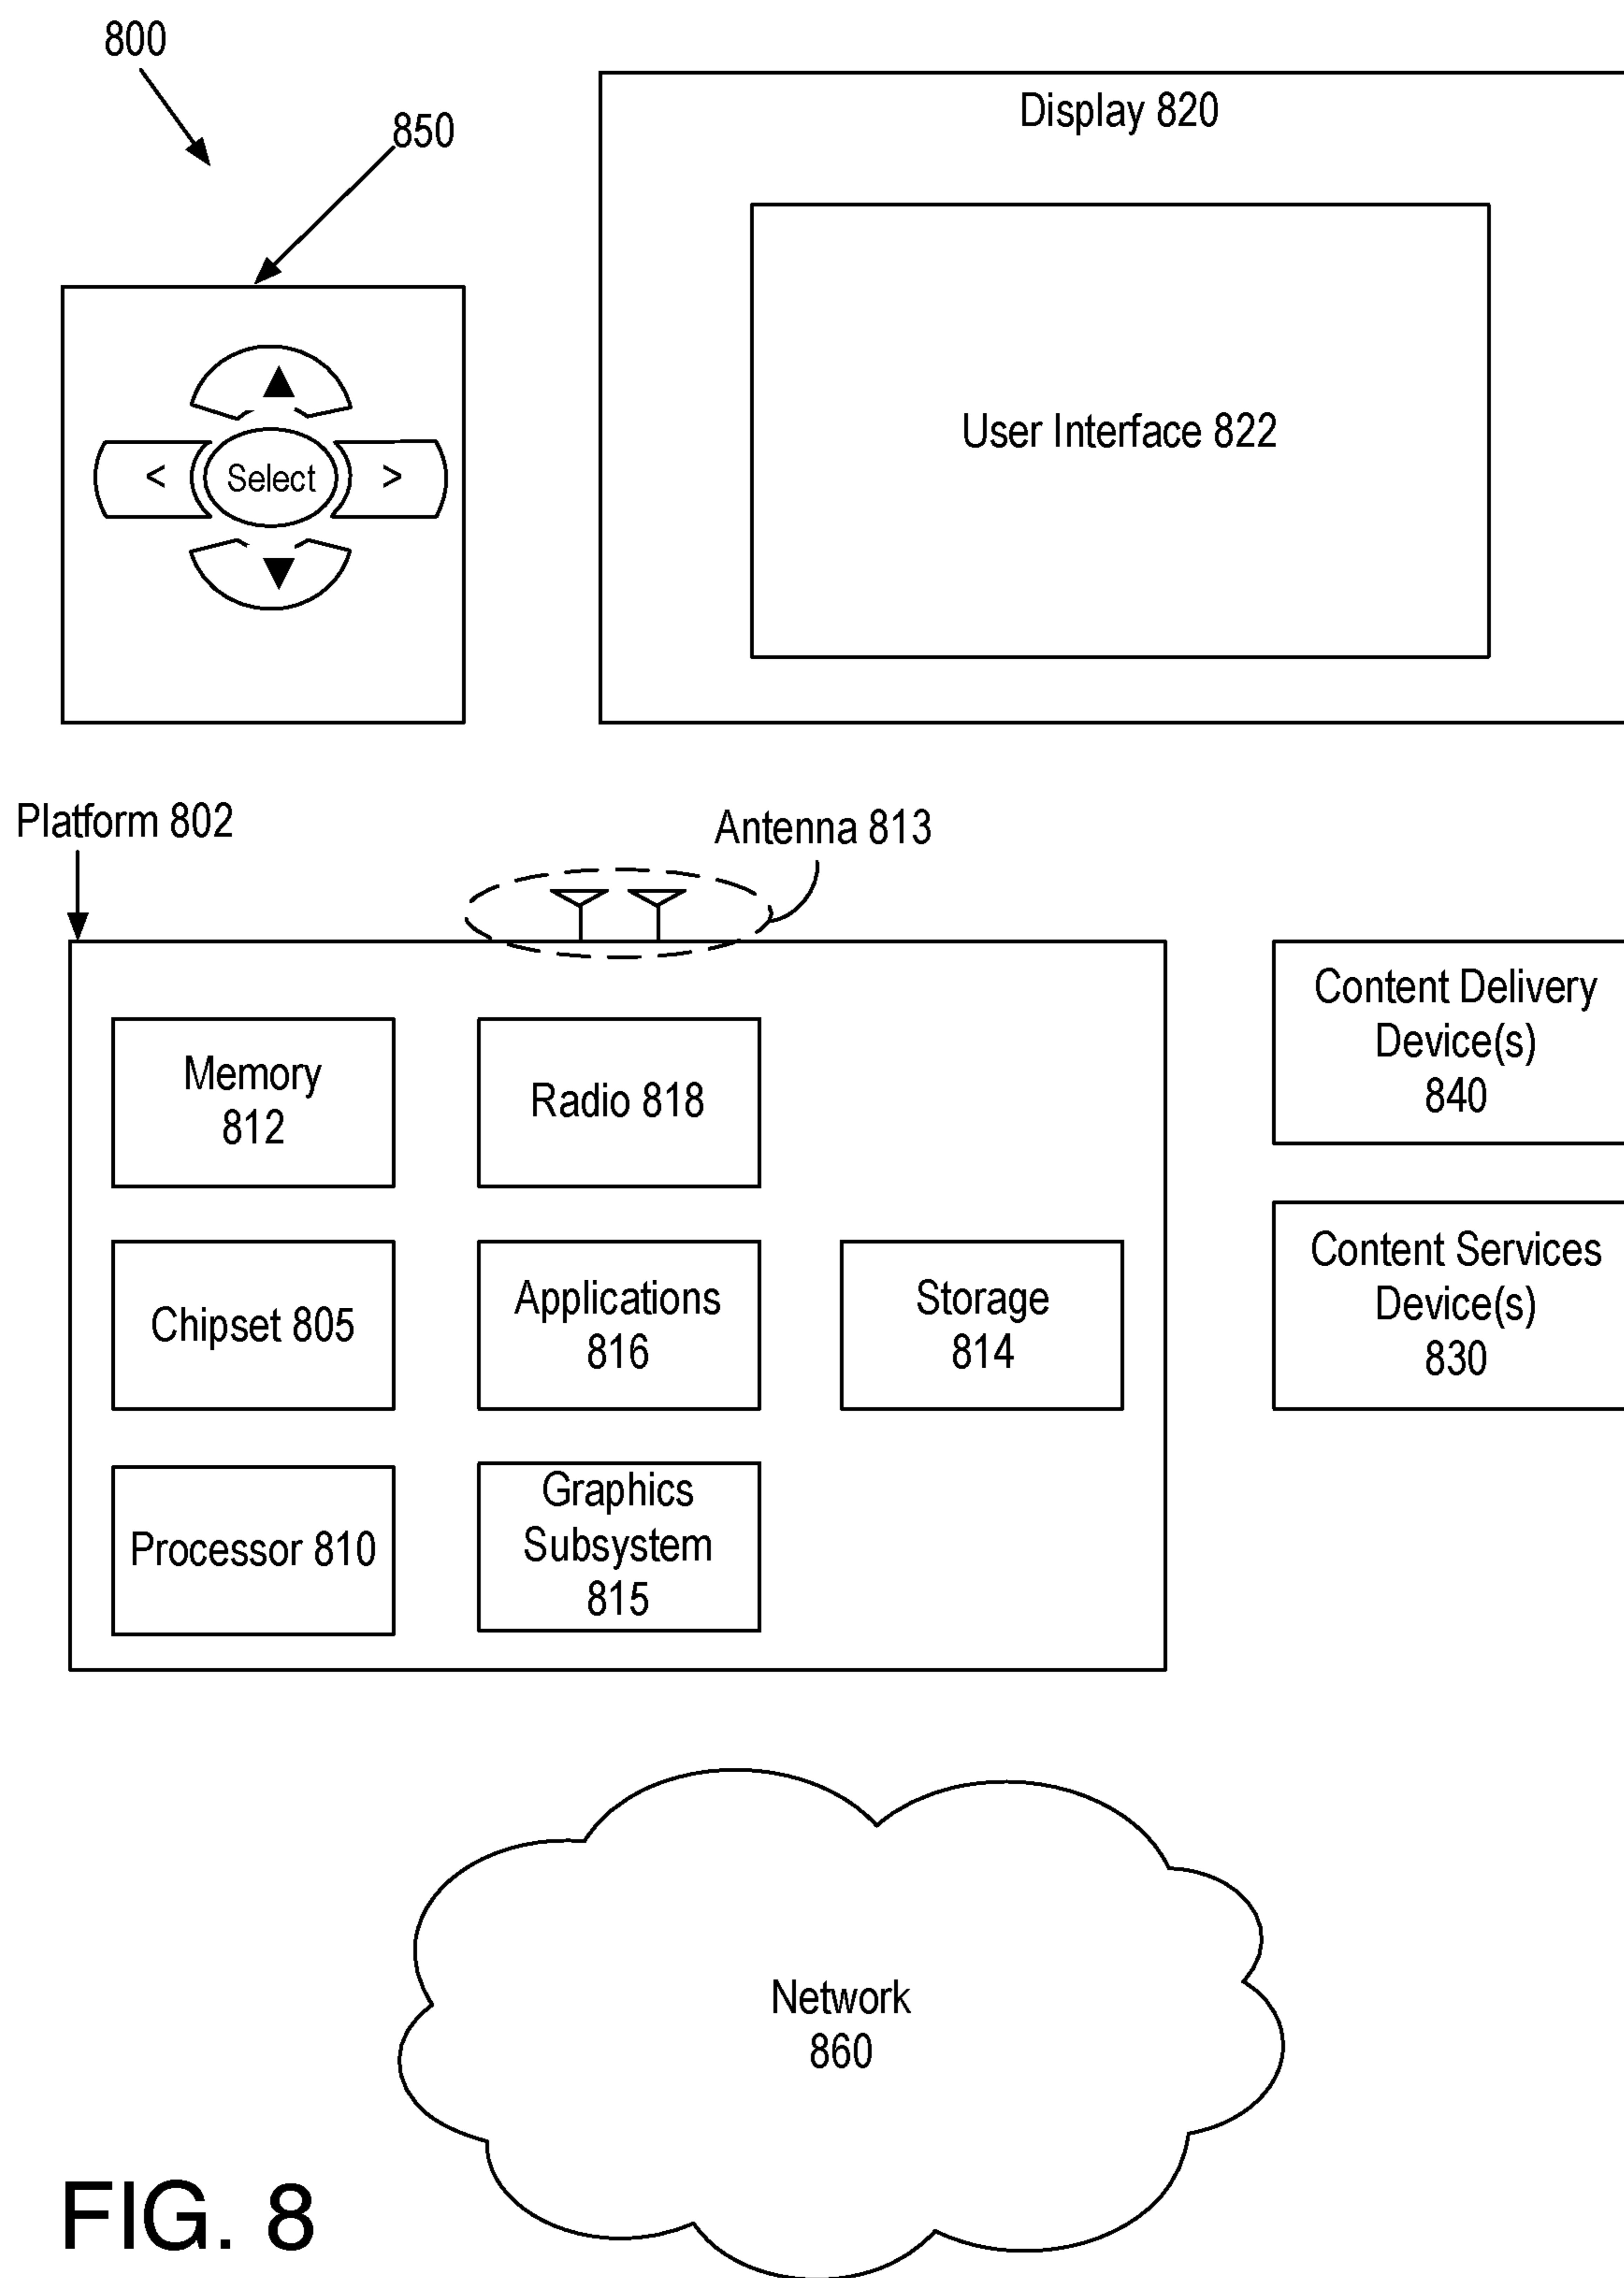 800
850
Display 820
User Interface 822
<
Select
>
Platform 802
Antenna 813
Memory
812
Radio 818
Content Delivery
Device(s)
840
Chipset 805
Applications
816
Storage
814
Content Services
Device(s)
830
Processor 810
Graphics
Subsystem
815
Network
860
FIG. 8